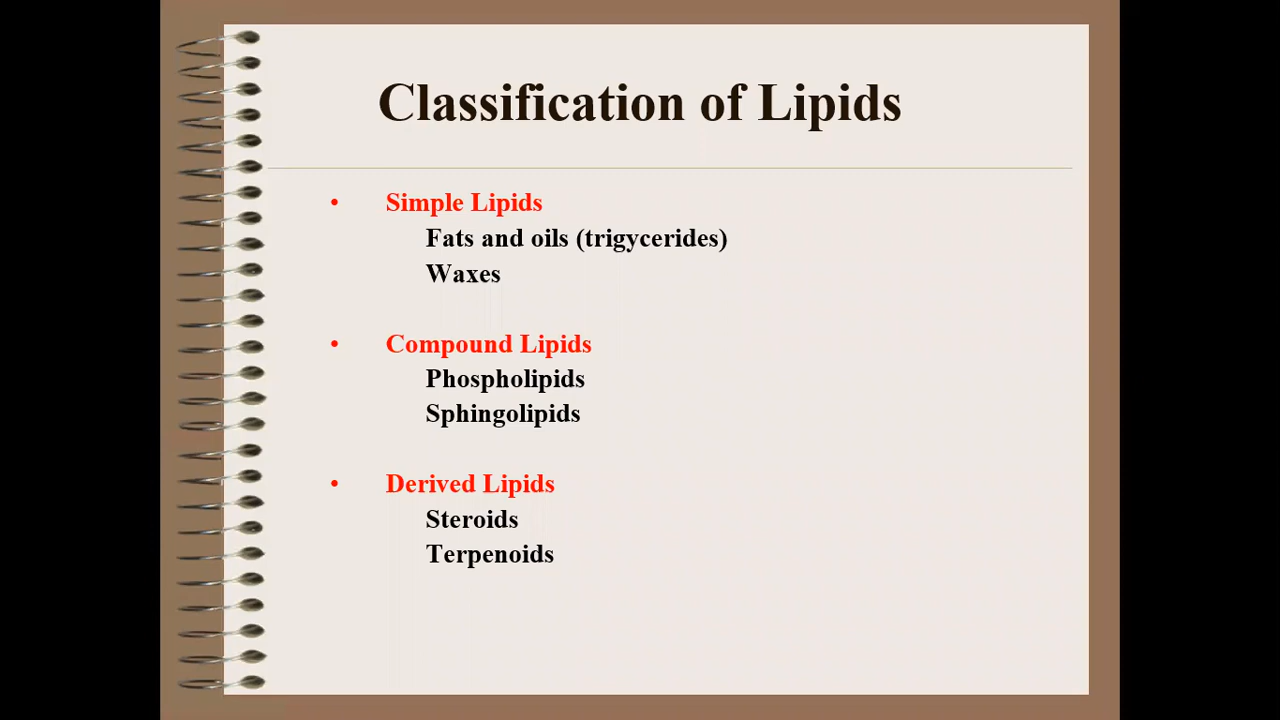 Classification of Lipids
• Simple Lipids
Fats and oils (trigycerides)
Waxes
• Compound Lipids
Phospholipids
Sphingolipids
• Derived Lipids
Steroids
Terpenoids